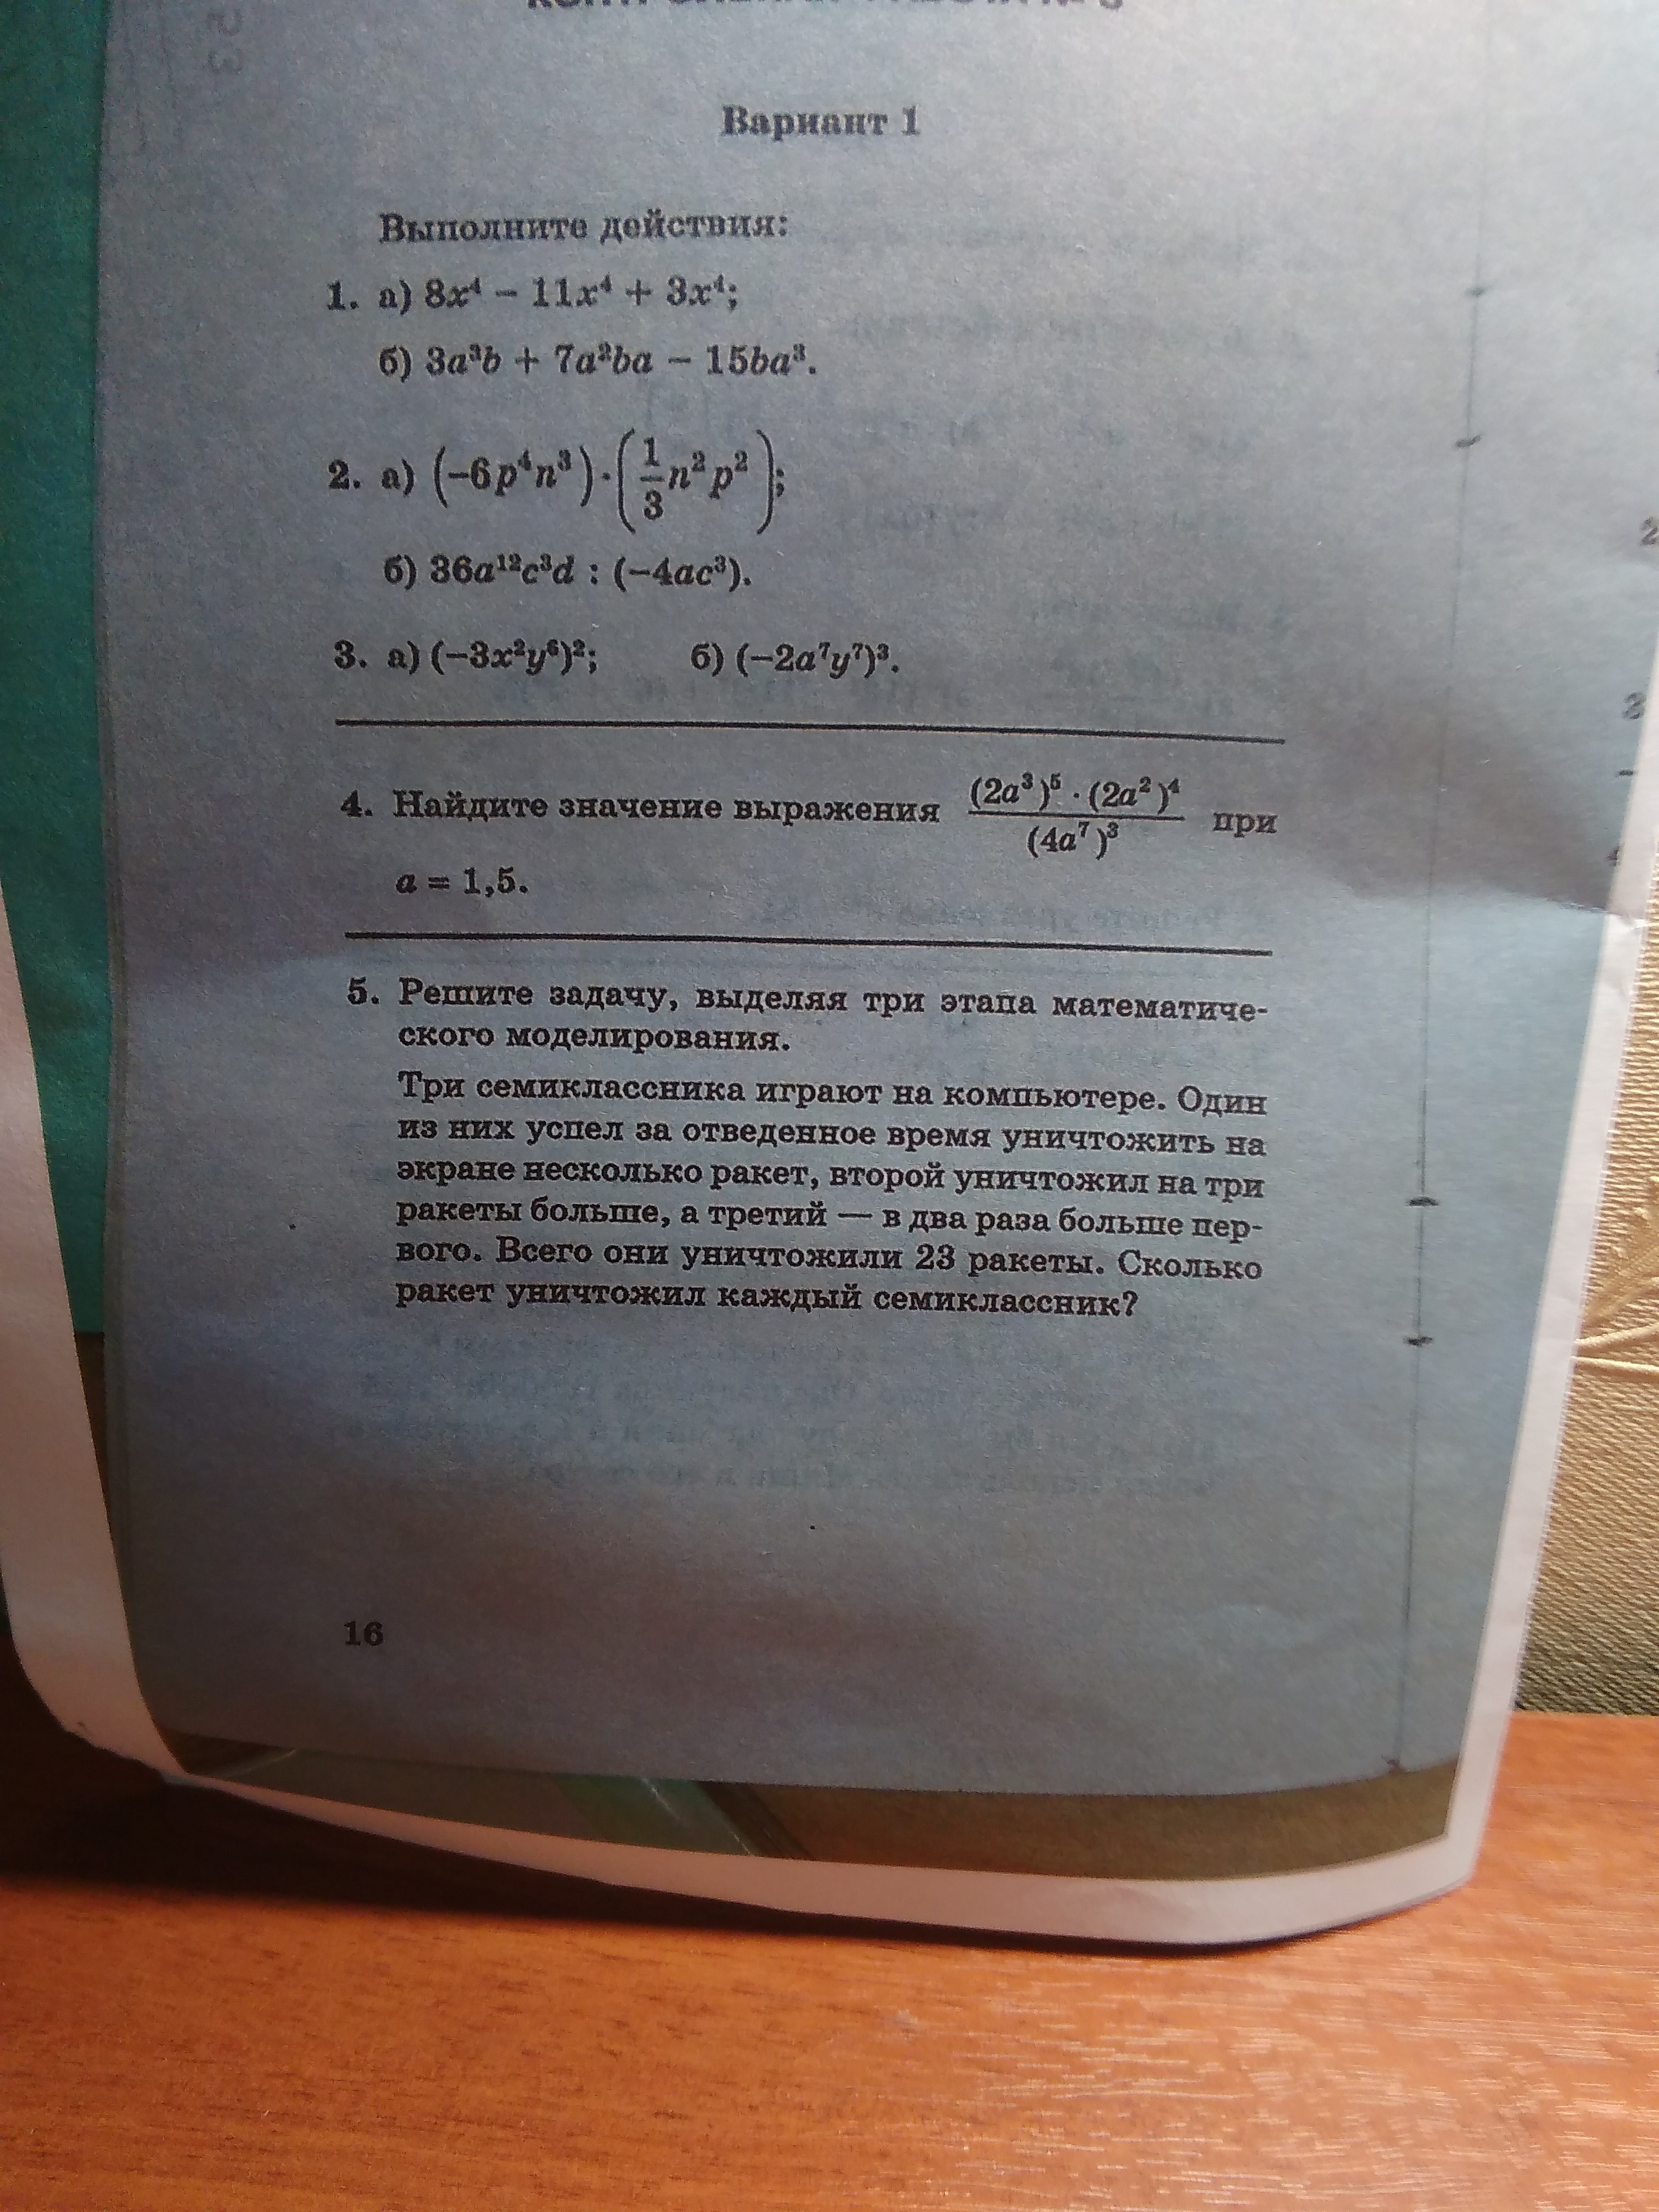 Вариант 1
Выполните действия:
1. а) 8x⁴ − 11x⁴ + 3x⁴;
б) 3a³b + 7a²ba − 15ba³.
2. а) (−6p⁴n³)·(1/3 n²p²);
б) 36a¹²c³d : (−4ac³).
3. а) (−3x²y⁶)²; б) (−2a⁷y⁷)³.
4. Найдите значение выражения (2a³)⁵ · (2a²)⁴ / (4a⁷)³ при
a = 1,5.
5. Решите задачу, выделяя три этапа математиче-
ского моделирования.
Три семиклассника играют на компьютере. Один
из них успел за отведенное время уничтожить на
экране несколько ракет, второй уничтожил на три
ракеты больше, а третий — в два раза больше пер-
вого. Всего они уничтожили 23 ракеты. Сколько
ракет уничтожил каждый семиклассник?
16
2
3